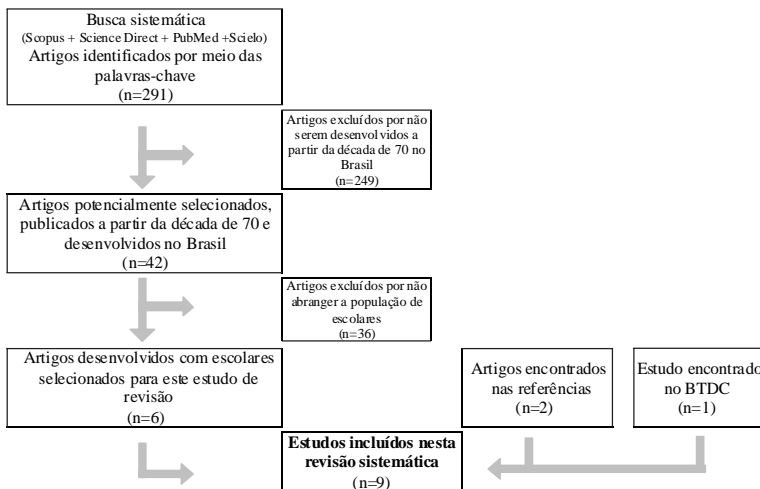 Busca sistemática
(Scopus + Science Direct + PubMed +Scielo)
Artigos identificados por meio das
palavras-chave
(n=291)
Artigos excluídos por não
serem desenvolvidos a
partir da década de 70 no
Brasil
(n=249)
Artigos potencialmente selecionados,
publicados a partir da década de 70 e
desenvolvidos no Brasil
(n=42)
Artigos excluídos por não
abranger a população de
escolares
(n=36)
Artigos desenvolvidos com escolares
selecionados para este estudo de
revisão
(n=6)
Artigos encontrados
nas referências
(n=2)
Estudo encontrado
no BTDC
(n=1)
Estudos incluídos nesta
revisão sistemática
(n=9)